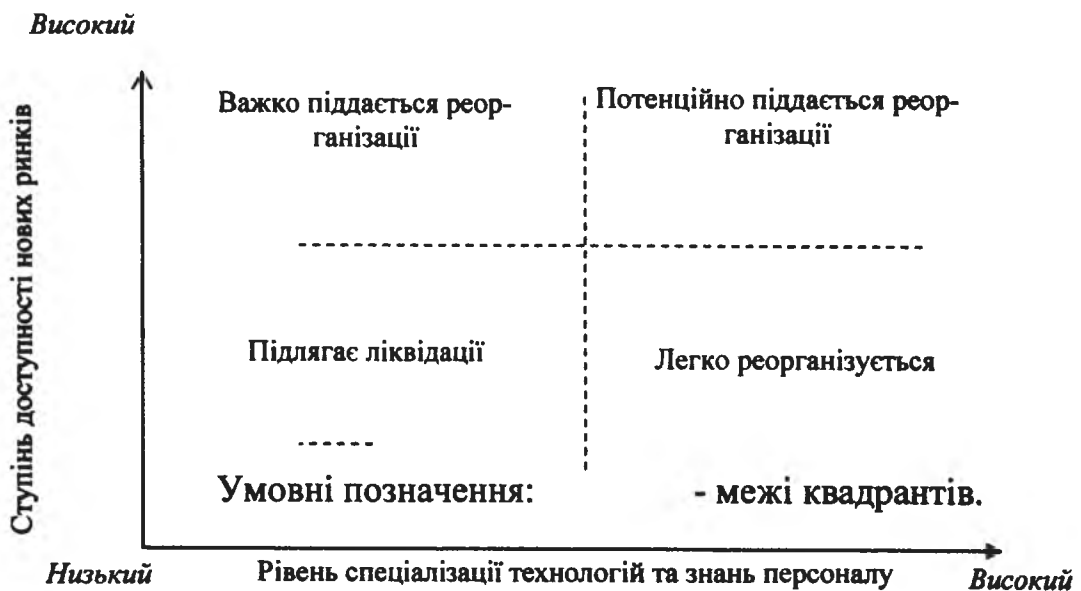 Високий
Ступінь доступності нових ринків
Важко піддається реор-
ганізації
Потенційно піддається реор-
ганізації
Підлягає ліквідації
Легко реорганізується
Умовні позначення:
- межі квадрантів.
Низький
Рівень спеціалізації технологій та знань персоналу
Високий